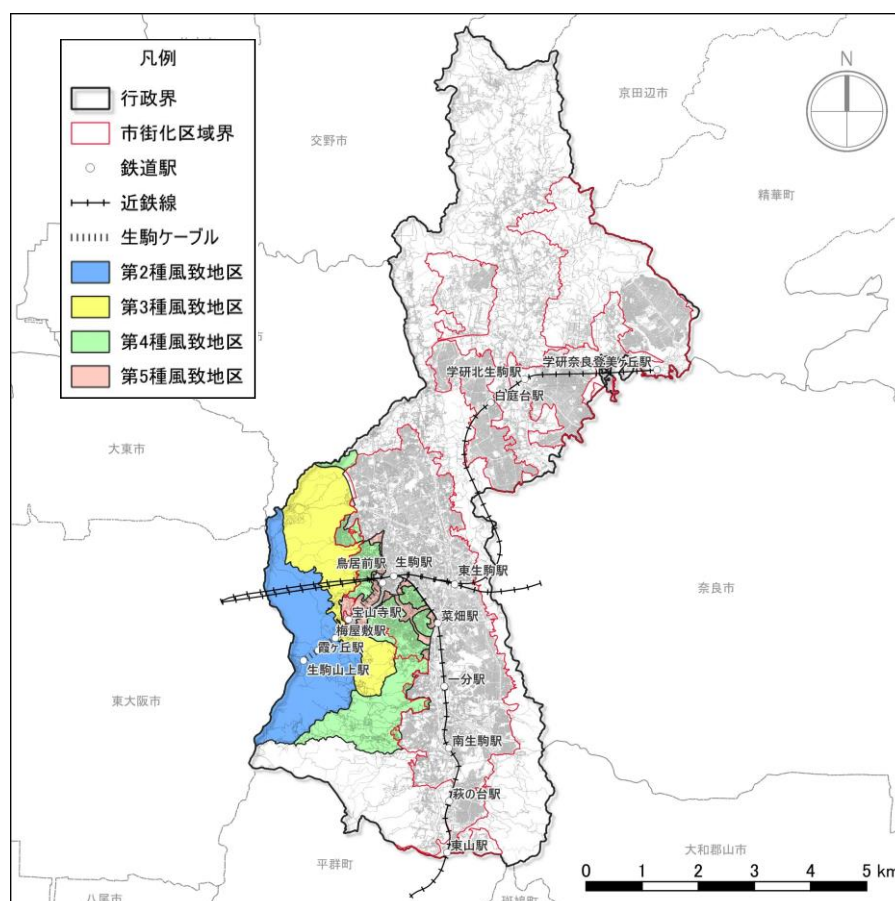 凡例
行政界
市街化区域界
鉄道駅
近鉄線
生駒ケーブル
第2種風致地区
第3種風致地区
第4種風致地区
第5種風致地区
N
京田辺市
交野市
精華町
学研奈良登美ヶ丘駅
学研北生駒駅
白庭台駅
大東市
鳥居前駅
生駒駅
東生駒駅
奈良市
宝山寺駅
菜畑駅
梅屋敷駅
霞ヶ丘駅
生駒山上駅
一分駅
東大阪市
南生駒駅
萩の台駅
東山駅
平群町
大和郡山市
八尾市
斑鳩町
0 1 2 3 4 5 km